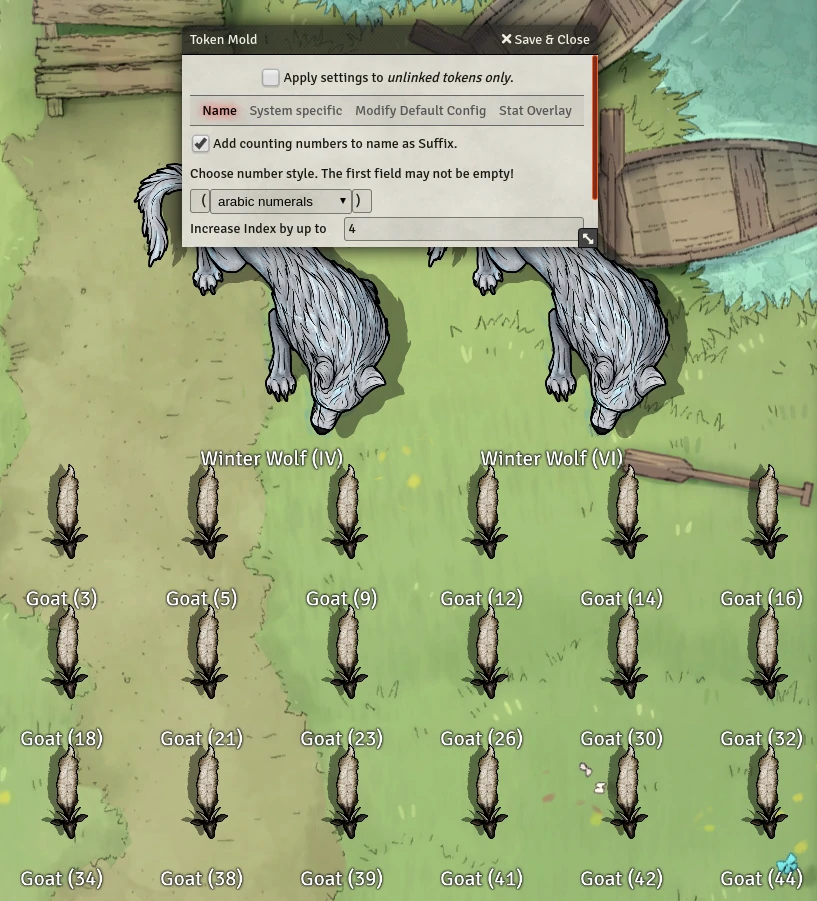 Token Mold
Save & Close
Apply settings to unlinked tokens only.
Name System specific Modify Default Config Stat Overlay
Add counting numbers to name as Suffix.
Choose number style. The first field may not be empty!
( arabic numerals )
Increase Index by up to 4
Winter Wolf (IV) Winter Wolf (VI)
Goat (3) Goat (5) Goat (9) Goat (12) Goat (14) Goat (16)
Goat (18) Goat (21) Goat (23) Goat (26) Goat (30) Goat (32)
Goat (34) Goat (38) Goat (39) Goat (41) Goat (42) Goat (44)